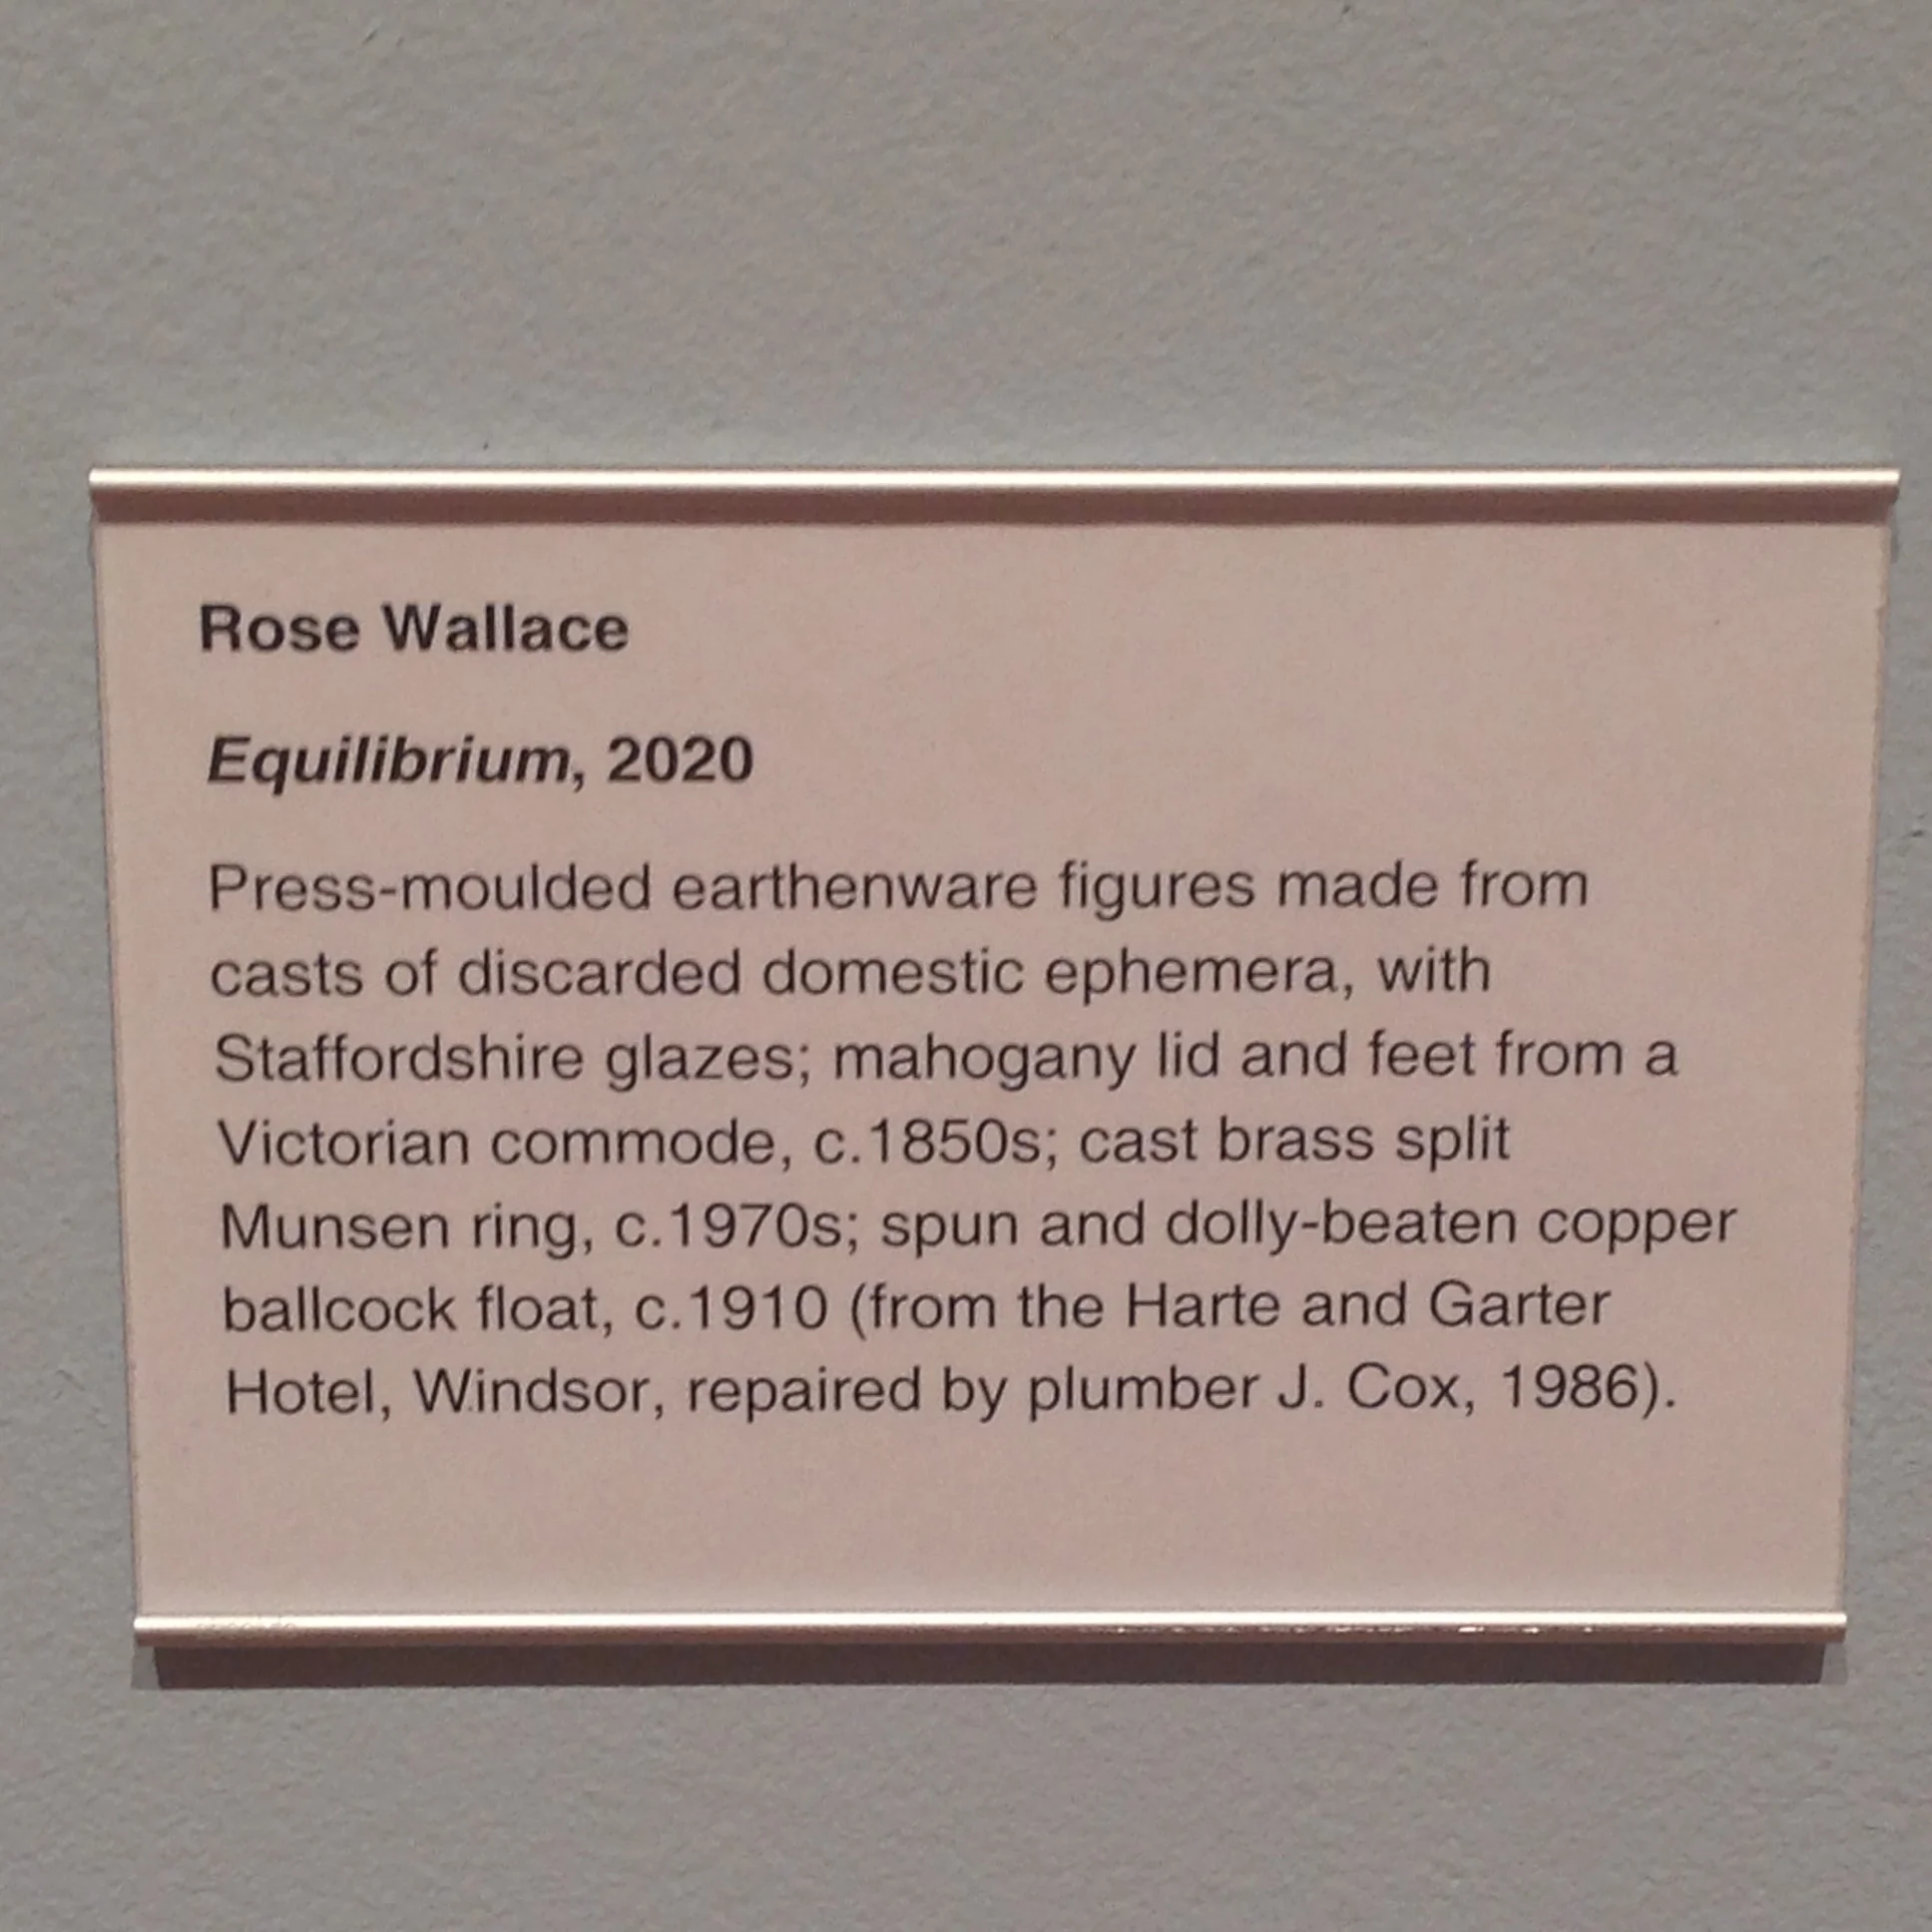 Rose Wallace
Equilibrium, 2020
Press-moulded earthenware figures made from
casts of discarded domestic ephemera, with
Staffordshire glazes; mahogany lid and feet from a
Victorian commode, c.1850s; cast brass split
Munsen ring, c.1970s; spun and dolly-beaten copper
ballcock float, c.1910 (from the Harte and Garter
Hotel, Windsor, repaired by plumber J. Cox, 1986).